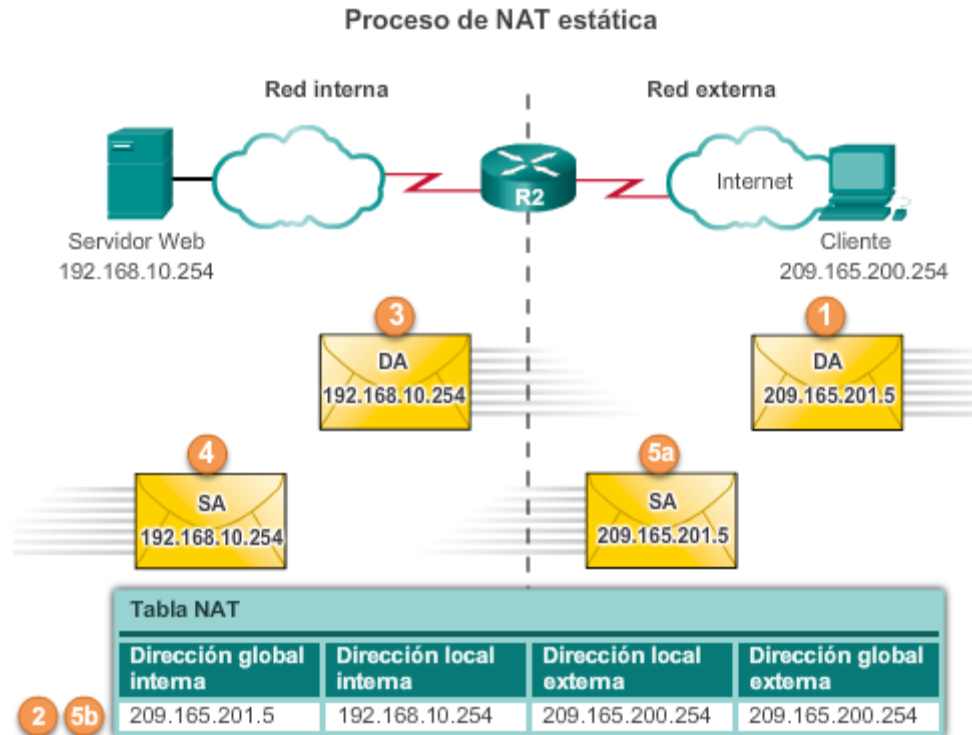 Proceso de NAT estática
Red interna
Red externa
R2
Internet
Servidor Web
192.168.10.254
Cliente
209.165.200.254
3
DA
192.168.10.254
1
DA
209.165.201.5
4
SA
192.168.10.254
5a
SA
209.165.201.5
Tabla NAT
Dirección global interna
Dirección local interna
Dirección local externa
Dirección global externa
2 5b 209.165.201.5 192.168.10.254 209.165.200.254 209.165.200.254